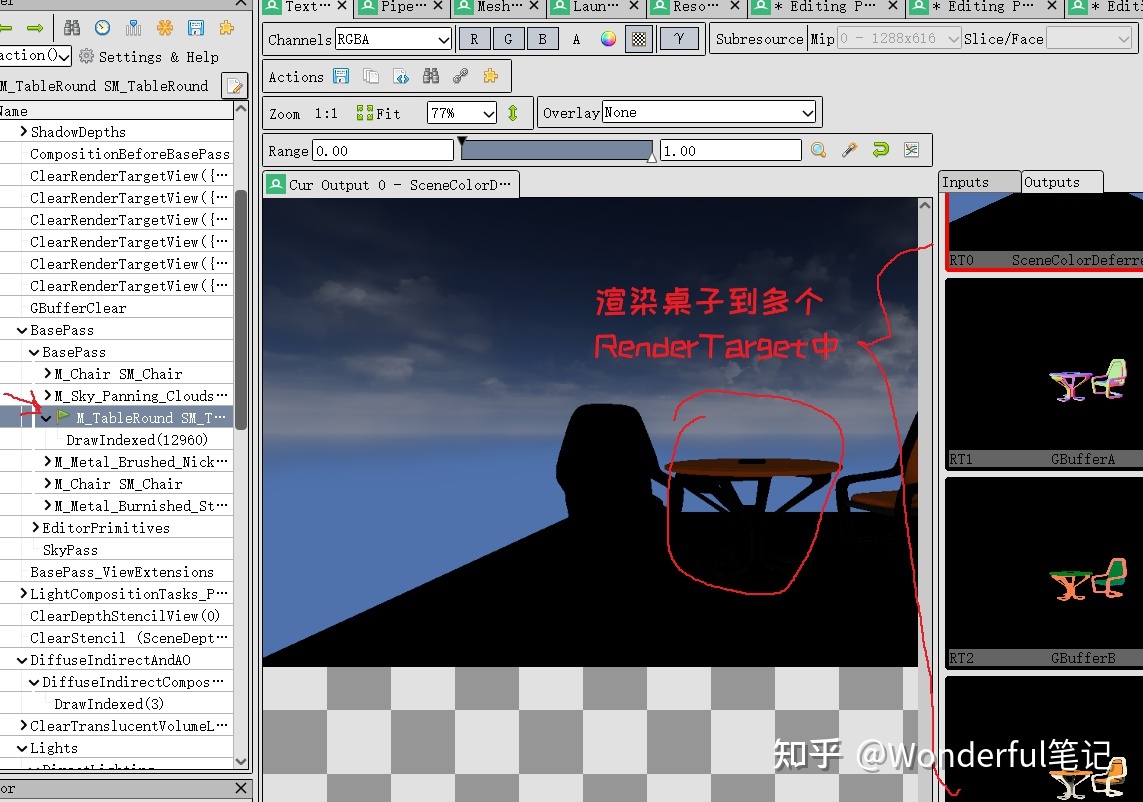 Text⋯
Pipe⋯
Mesh⋯
Laun⋯
Reso⋯
* Editing P⋯
* Editing P⋯
* Edit
Channels RGBA
R G B A γ
Subresource Mip 0 - 1288x616 Slice/Face
Actions
Zoom 1:1 Fit 77%
Overlay None
Range 0.00
1.00
Cur Output 0 - SceneColorD⋯
action()
Settings & Help
M_TableRound SM_TableRound
Name
ShadowDepths
CompositionBeforeBasePass
ClearRenderTargetView({⋯
ClearRenderTargetView({⋯
ClearRenderTargetView({⋯
ClearRenderTargetView({⋯
ClearRenderTargetView({⋯
ClearRenderTargetView({⋯
GBufferClear
BasePass
BasePass
M_Chair SM_Chair
M_Sky_Panning_Clouds⋯
M_TableRound SM_T⋯
DrawIndexed(12960)
M_Metal_Brushed_Nick⋯
M_Chair SM_Chair
M_Metal_Burnished_St⋯
EditorPrimitives
SkyPass
BasePass_ViewExtensions
LightCompositionTasks_P⋯
ClearDepthStencilView(0)
ClearStencil (SceneDept⋯
DiffuseIndirectAndAO
DiffuseIndirectCompos⋯
DrawIndexed(3)
ClearTranslucentVolumeL⋯
Lights
DirectLighting
or
渲染桌子到多个
RenderTarget中
Inputs
Outputs
RT0 SceneColorDeferre
RT1 GBufferA
RT2 GBufferB
知乎 @Wonderful笔记